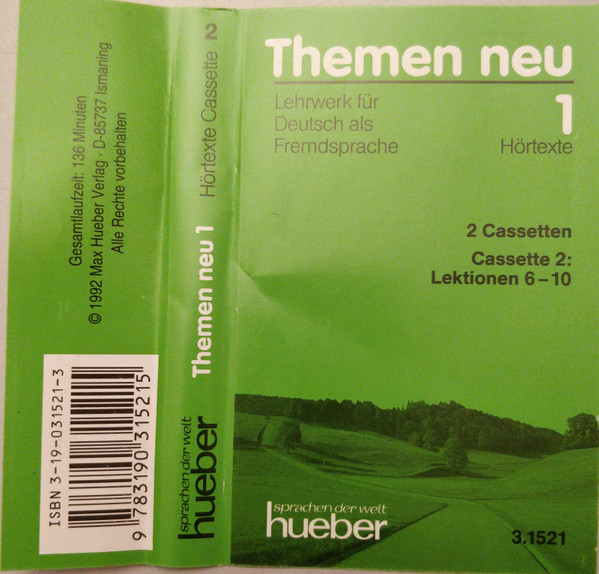 Gesamtlaufzeit: 136 Minuten
© 1992 Max Hueber Verlag · D-85737 Ismaning
Alle Rechte vorbehalten
ISBN 3-19-031521-3
9 783190 315215
Themen neu 1 Hörtexte Cassette 2
sprachen der welt
hueber
Themen neu
1
Lehrwerk für
Deutsch als
Fremdsprache
Hörtexte
2 Cassetten
Cassette 2:
Lektionen 6–10
sprachen der welt
hueber
3.1521